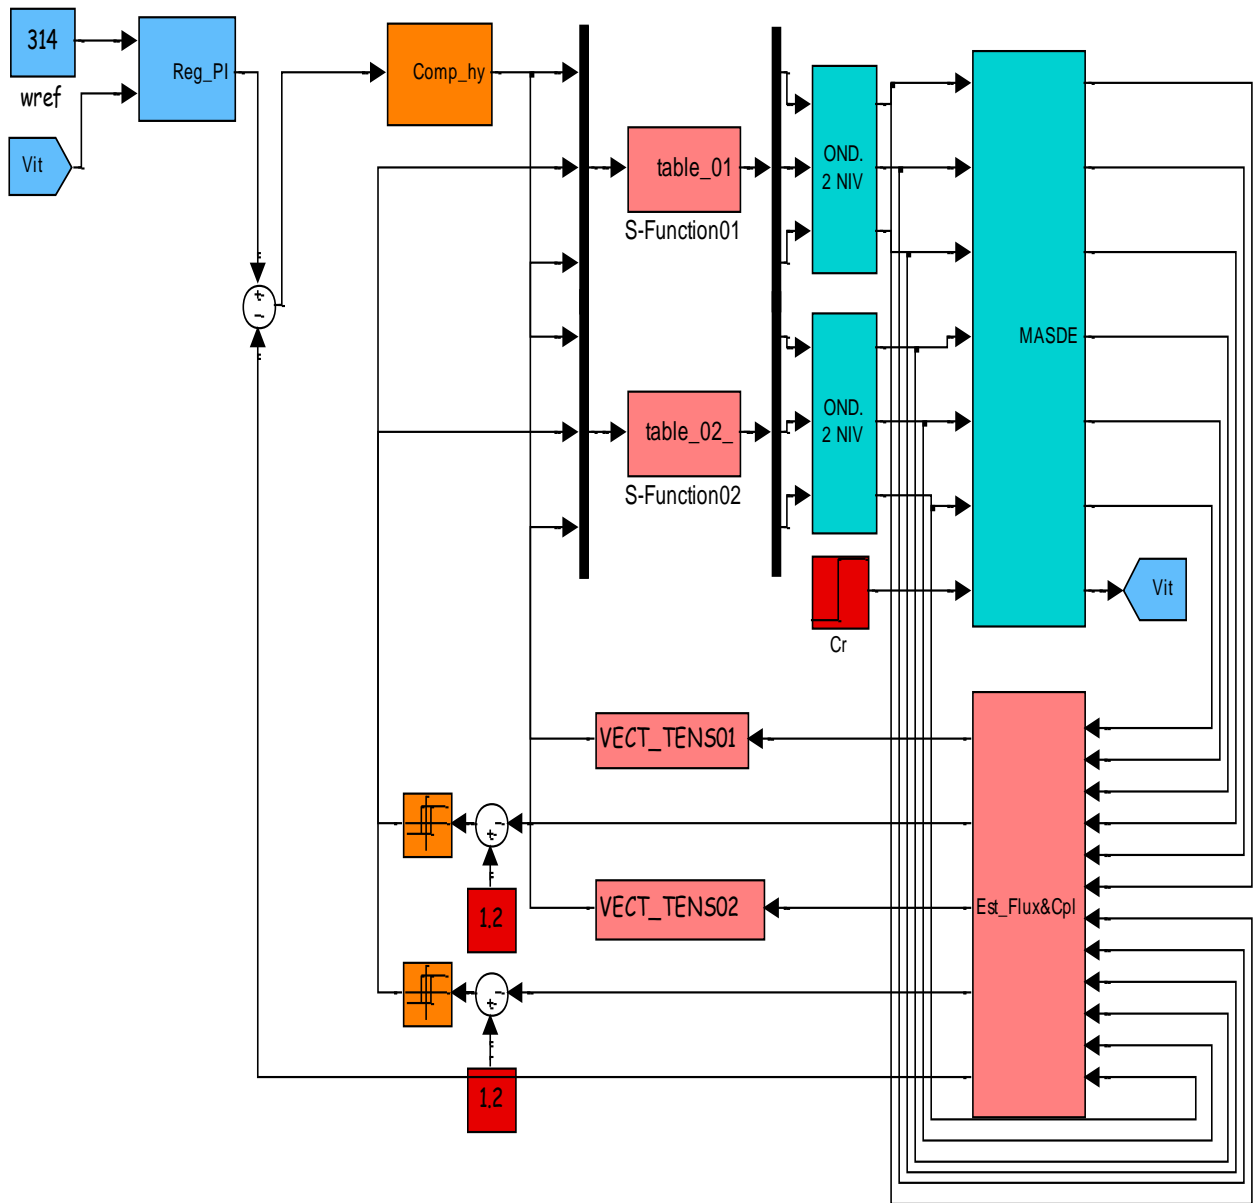 314
wref
Vit
Reg_PI
Comp_hy
table_01
S-Function01
table_02_
S-Function02
OND.
2 NIV
OND.
2 NIV
MASDE
Cr
Vit
VECT_TENS01
1.2
VECT_TENS02
Est_Flux&Cpl
1.2